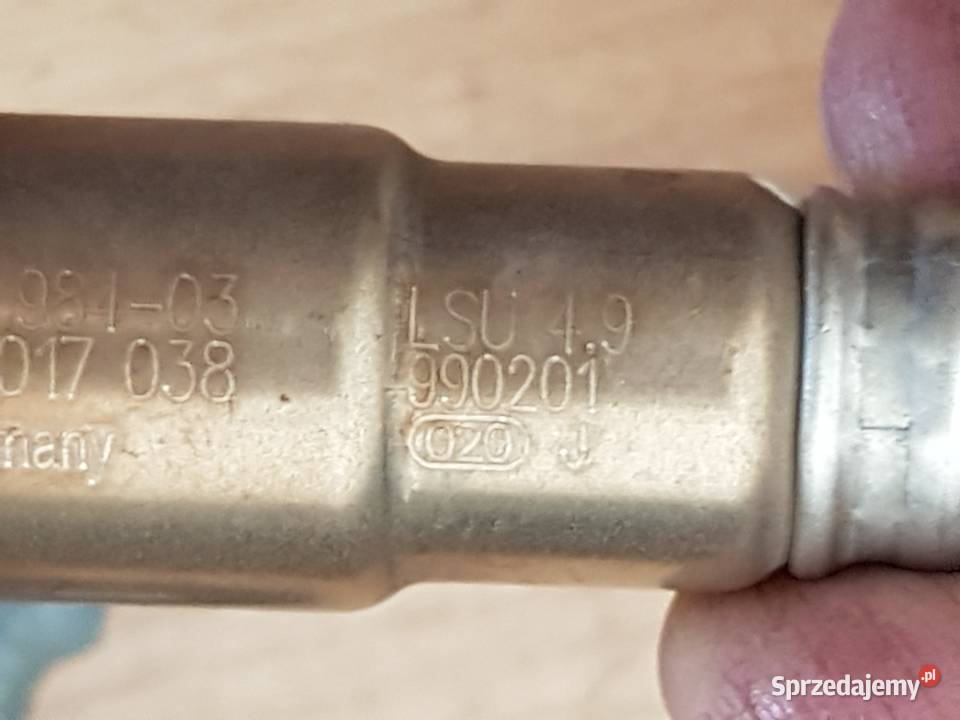 984-03
017 038
many
LSU 4.9
990201
020 J
Sprzedajemy.pl